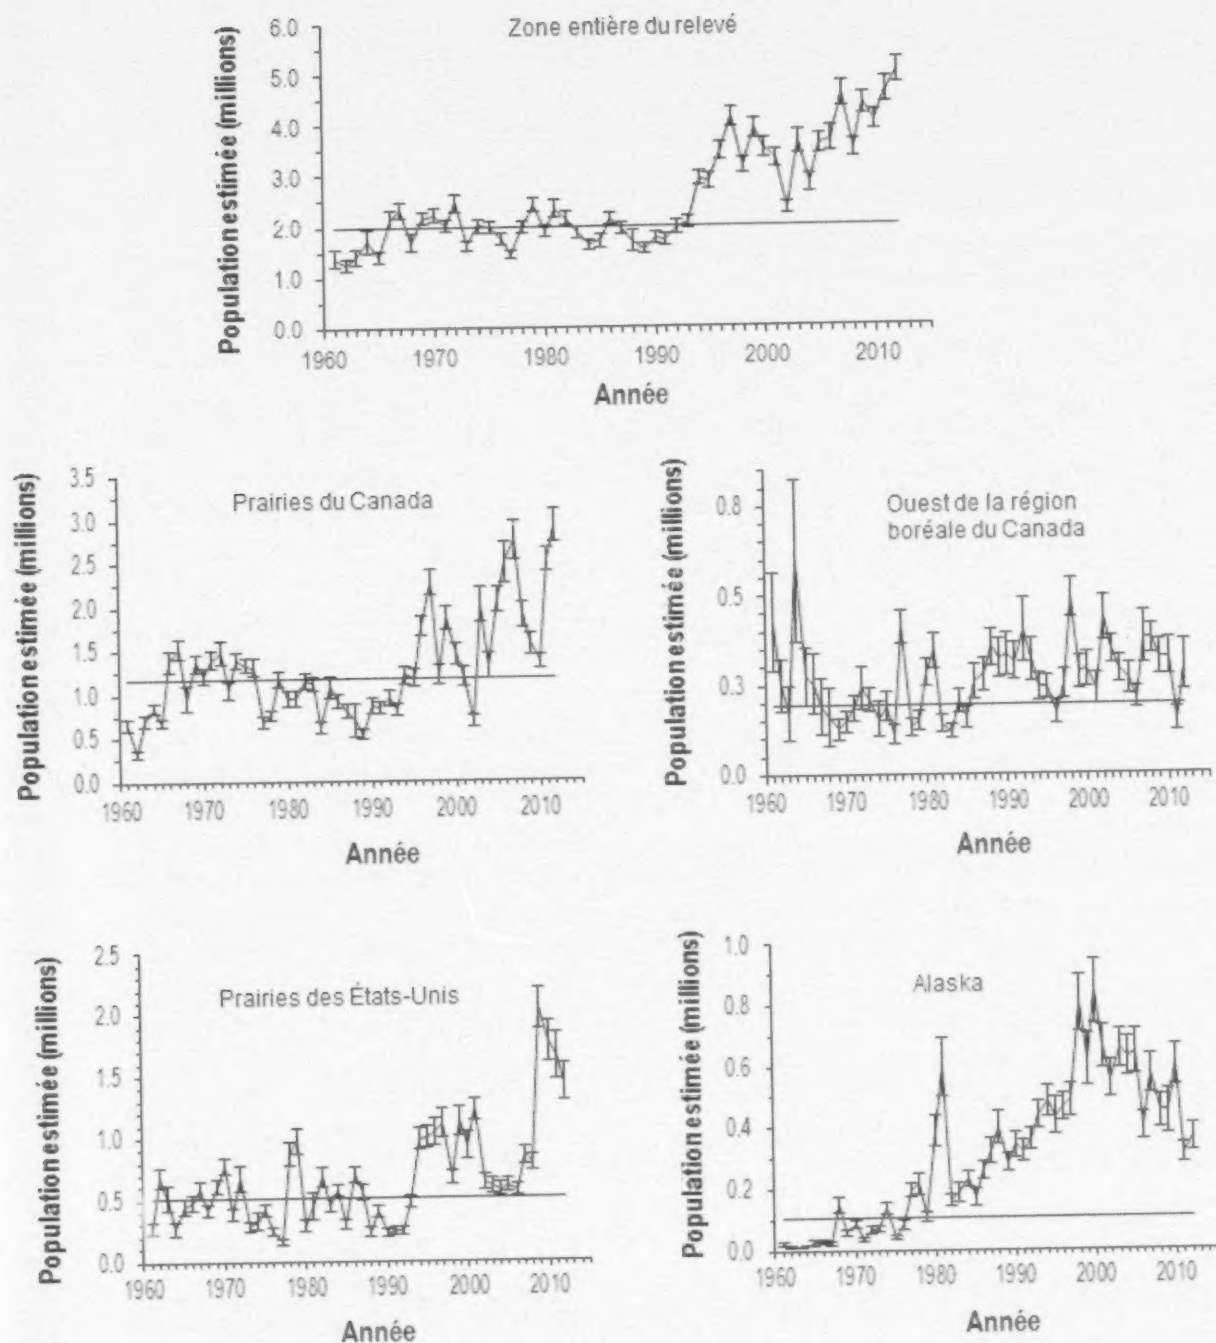 Zone entière du relevé
Population estimée (millions)
6.0
5.0
4.0
3.0
2.0
1.0
0.0
1960 1970 1980 1990 2000 2010
Année
Prairies du Canada
Population estimée (millions)
3.5
3.0
2.5
2.0
1.5
1.0
0.5
0.0
1960 1970 1980 1990 2000 2010
Année
Ouest de la région
boréale du Canada
Population estimée (millions)
0.8
0.5
0.3
0.0
1960 1970 1980 1990 2000 2010
Année
Prairies des États-Unis
Population estimée (millions)
2.5
2.0
1.5
1.0
0.5
0.0
1960 1970 1980 1990 2000 2010
Année
Alaska
Population estimée (millions)
1.0
0.8
0.6
0.4
0.2
0.0
1960 1970 1980 1990 2000 2010
Année